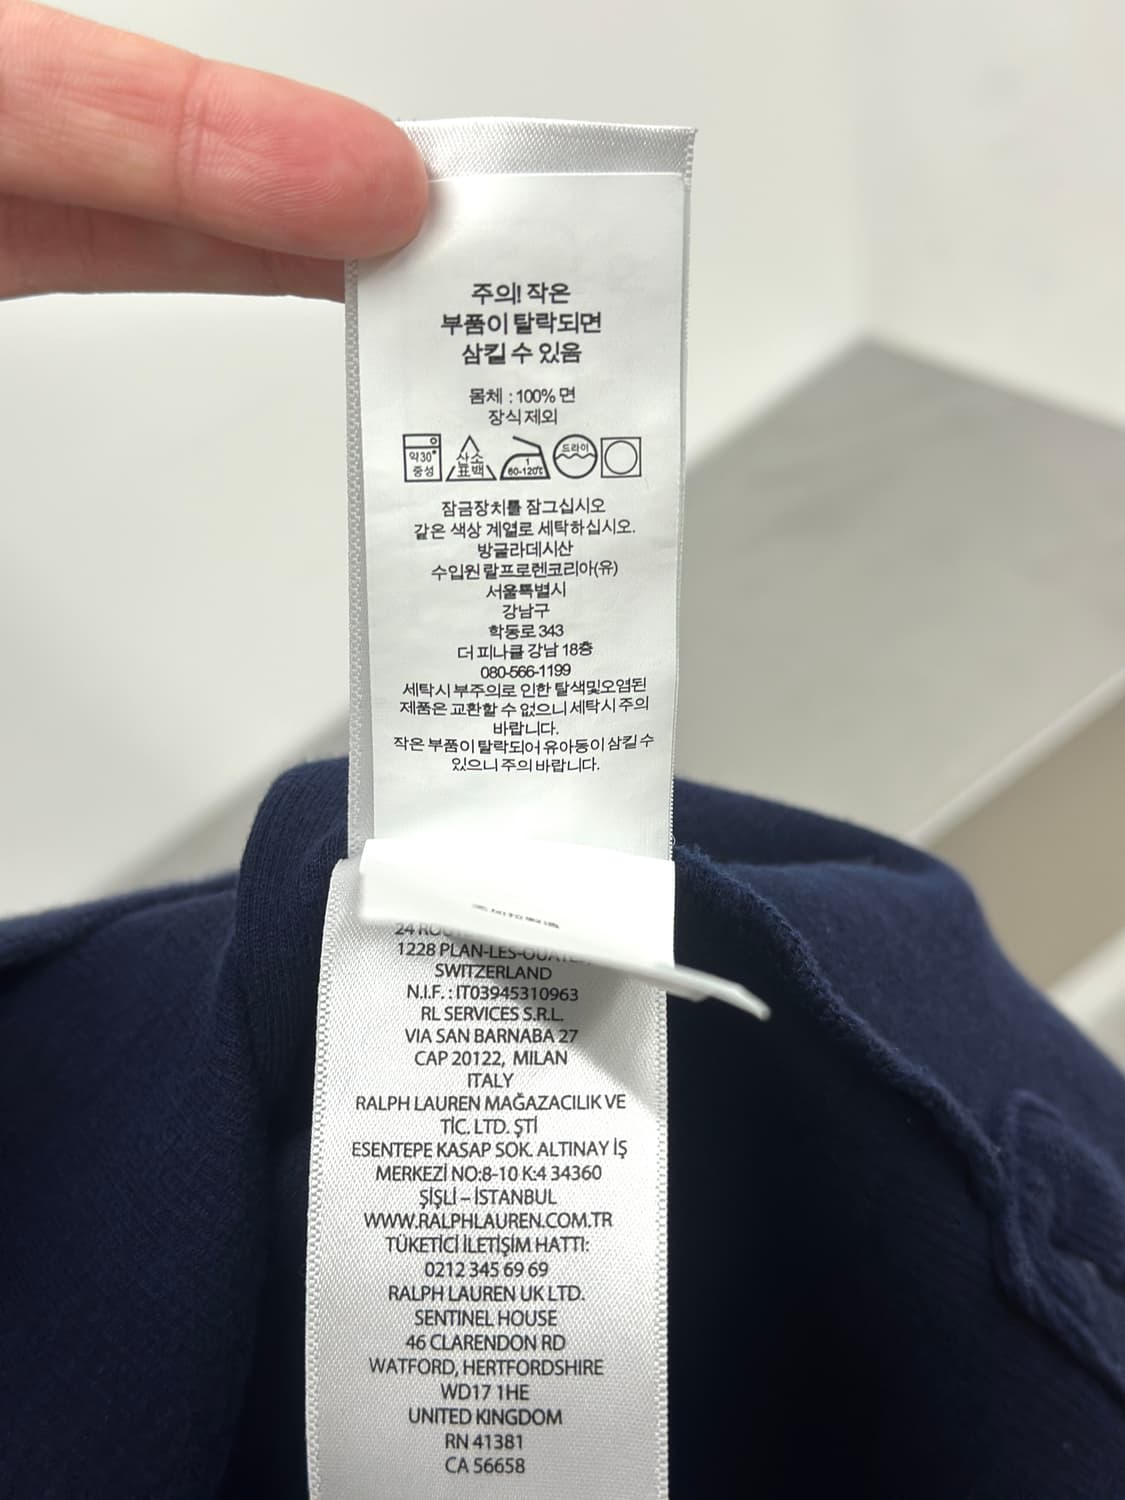 주의! 작은
부품이 탈락되면
삼킬 수 있음
몸체 : 100% 면
장식 제외
약30° 중성
산소 표백
1 60-120℃
드라이
잠금장치를 잠그십시오
같은 색상 계열로 세탁하십시오.
방글라데시산
수입원 랄프로렌코리아(유)
서울특별시
강남구
학동로 343
더 피나클 강남 18층
080-566-1199
세탁시 부주의로 인한 탈색및오염된
제품은 교환할 수 없으니 세탁시 주의
바랍니다.
작은 부품이 탈락되어 유아동이 삼킬 수
있으니 주의 바랍니다.
24
1228 PLAN-LES-
SWITZERLAND
N.I.F. : IT03945310963
RL SERVICES S.R.L.
VIA SAN BARNABA 27
CAP 20122, MILAN
ITALY
RALPH LAUREN MAĞAZACILIK VE
TİC. LTD. ŞTİ
ESENTEPE KASAP SOK. ALTINAY İŞ
MERKEZİ NO:8-10 K:4 34360
ŞİŞLİ – İSTANBUL
WWW.RALPHLAUREN.COM.TR
TÜKETİCİ İLETİŞİM HATTI:
0212 345 69 69
RALPH LAUREN UK LTD.
SENTINEL HOUSE
46 CLARENDON RD
WATFORD, HERTFORDSHIRE
WD17 1HE
UNITED KINGDOM
RN 41381
CA 56658